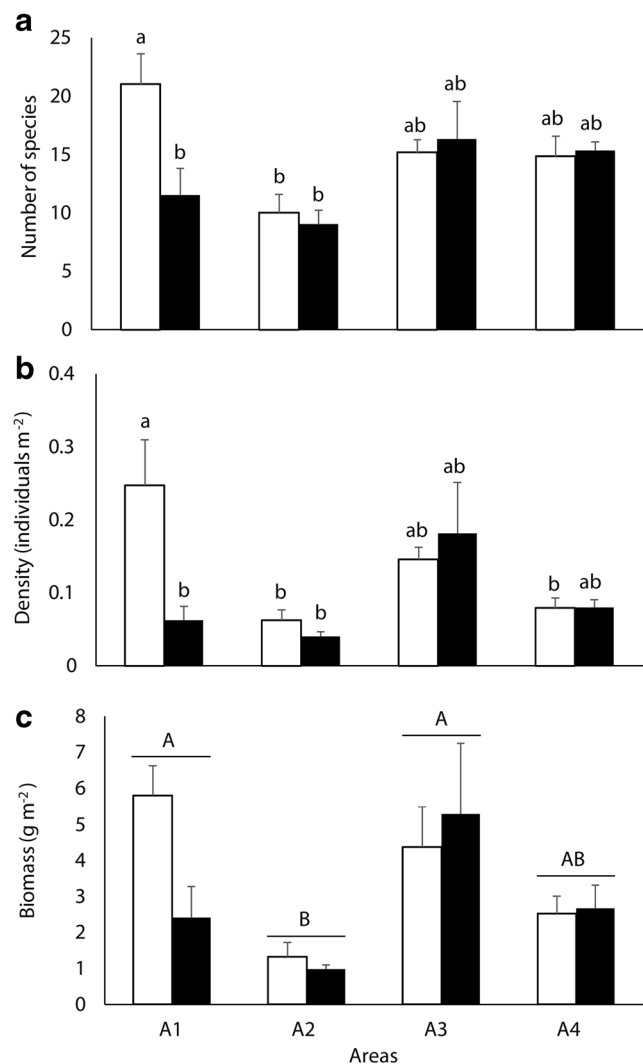 a
Number of species
25
20
15
10
5
0
a
b
b
b
ab
ab
ab
ab
b
Density (individuals m-2)
0.4
0.3
0.2
0.1
0
a
b
b
b
ab
ab
b
ab
c
Biomass (g m-2)
8
7
6
5
4
3
2
1
0
A
B
A
AB
A1 A2 A3 A4
Areas